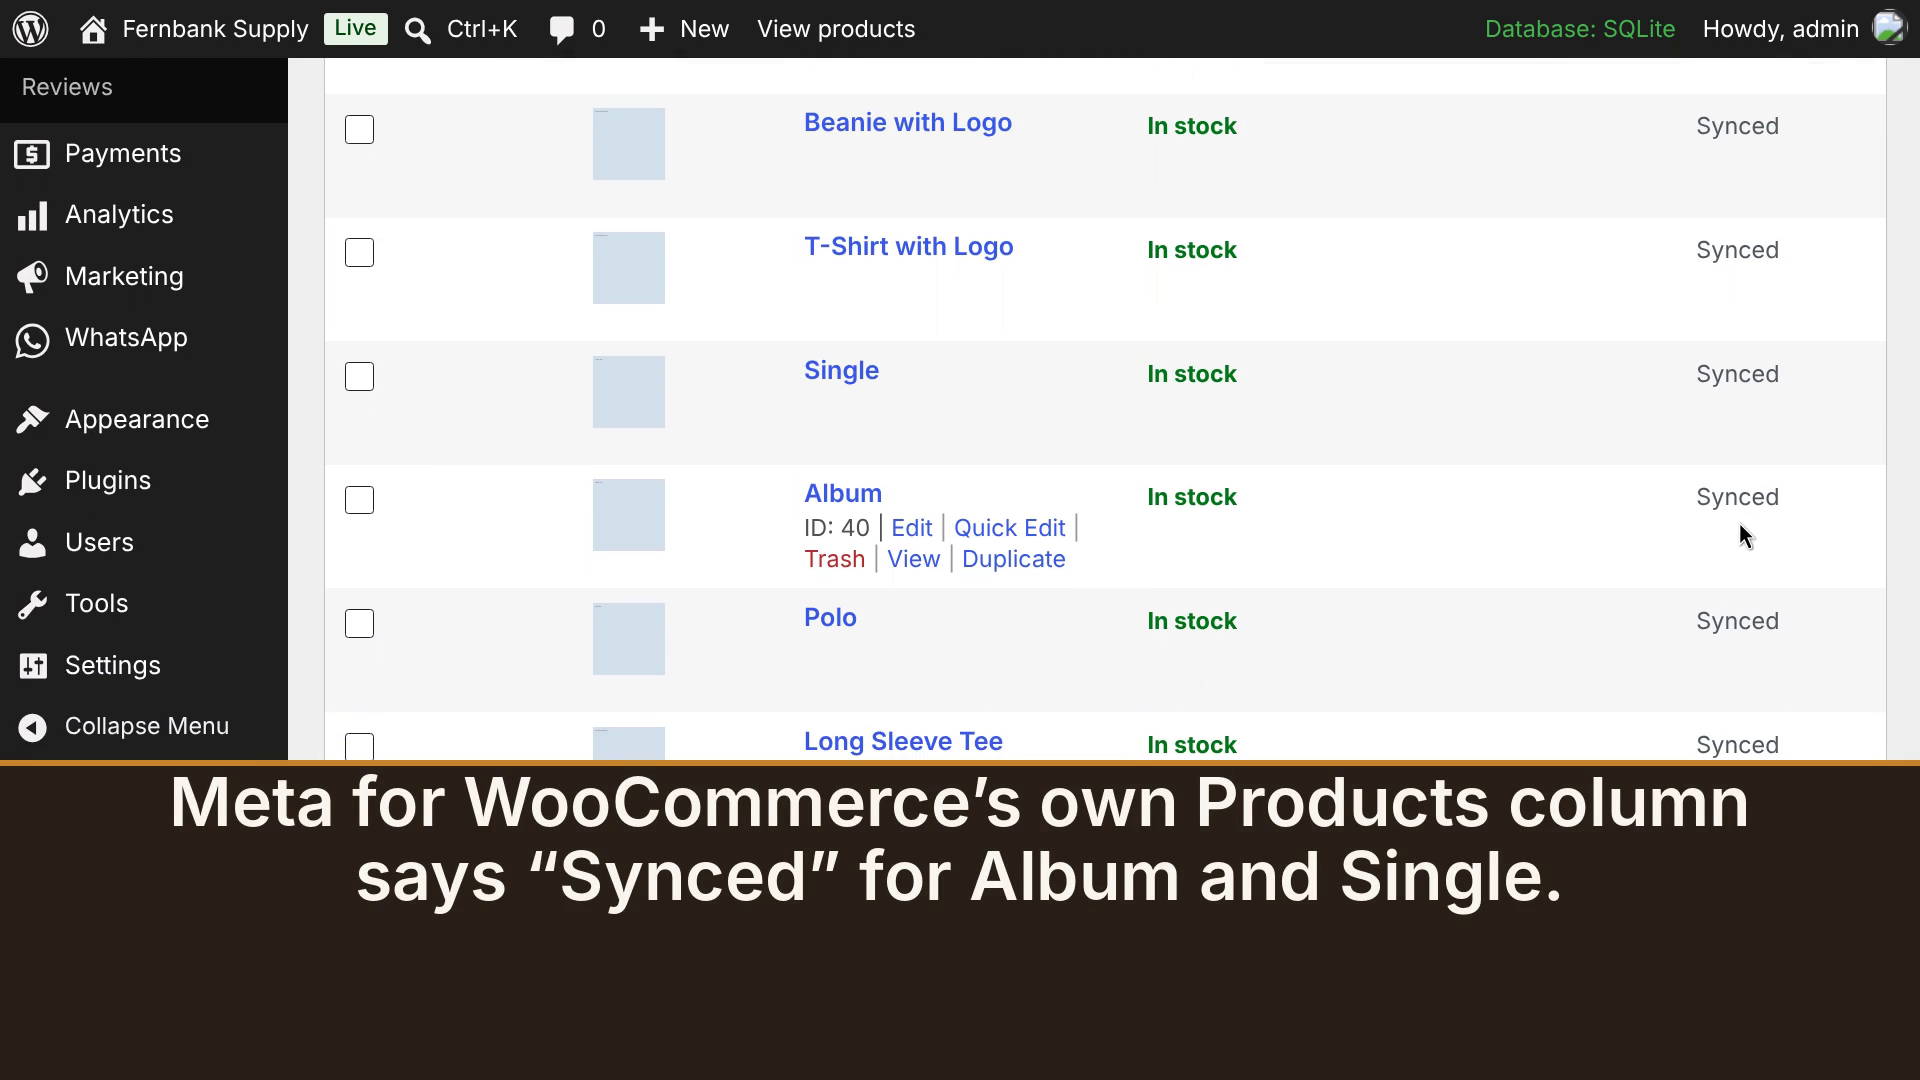 Fernbank Supply Live Ctrl+K 0 New View products Database: SQLite Howdy, admin
Reviews
Payments
Analytics
Marketing
WhatsApp
Appearance
Plugins
Users
Tools
Settings
Collapse Menu
Beanie with Logo In stock Synced
T-Shirt with Logo In stock Synced
Single In stock Synced
Album In stock Synced
ID: 40 | Edit | Quick Edit |
Trash | View | Duplicate
Polo In stock Synced
Long Sleeve Tee In stock Synced
Meta for WooCommerce’s own Products column
says “Synced” for Album and Single.